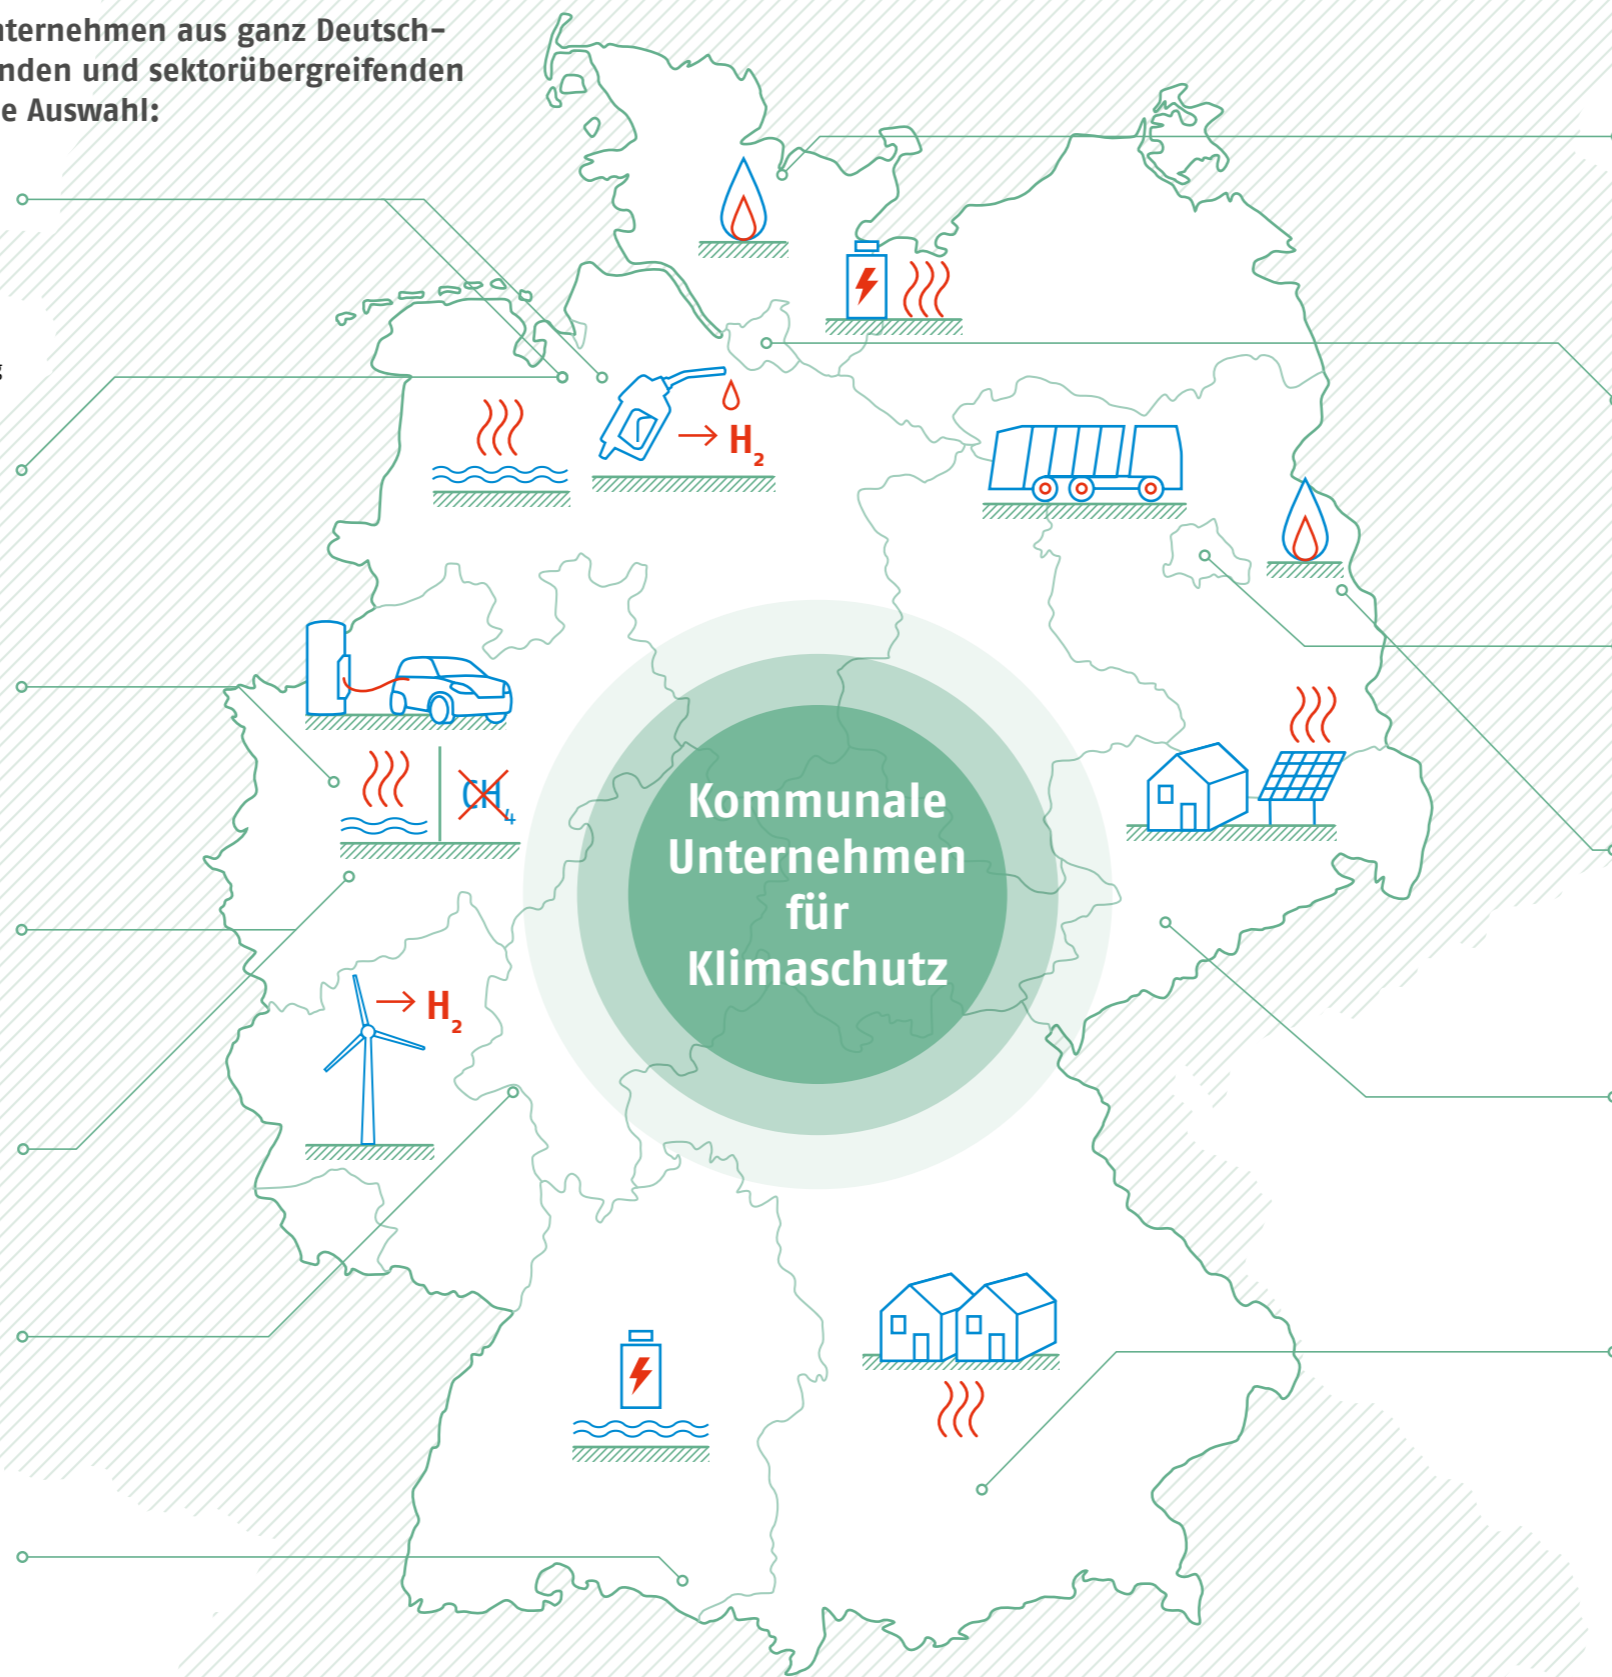 nternehmen aus ganz Deutsch-
nden und sektorübergreifenden
e Auswahl:
g
→ H₂
CH₄
Kommunale
Unternehmen
für
Klimaschutz
→ H₂